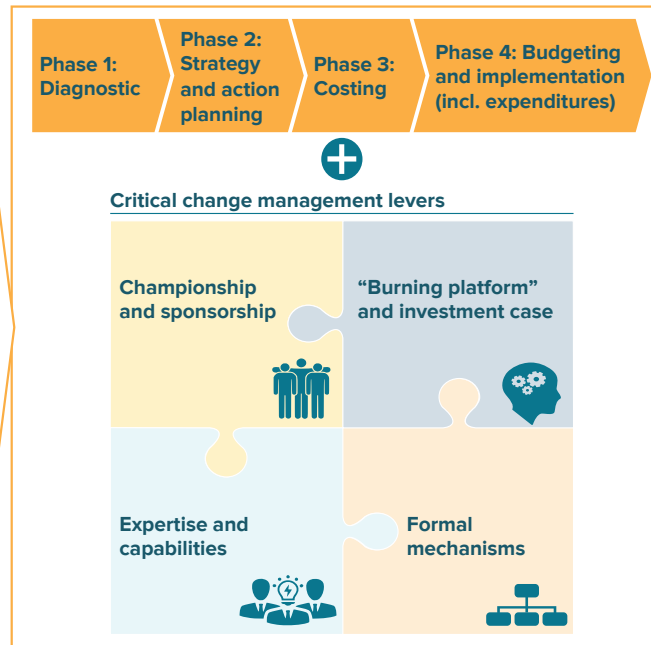 Phase 1:
Diagnostic
Phase 2:
Strategy
and action
planning
Phase 3:
Costing
Phase 4: Budgeting
and implementation
(incl. expenditures)
Critical change management levers
Championship
and sponsorship
“Burning platform”
and investment case
Expertise and
capabilities
Formal
mechanisms